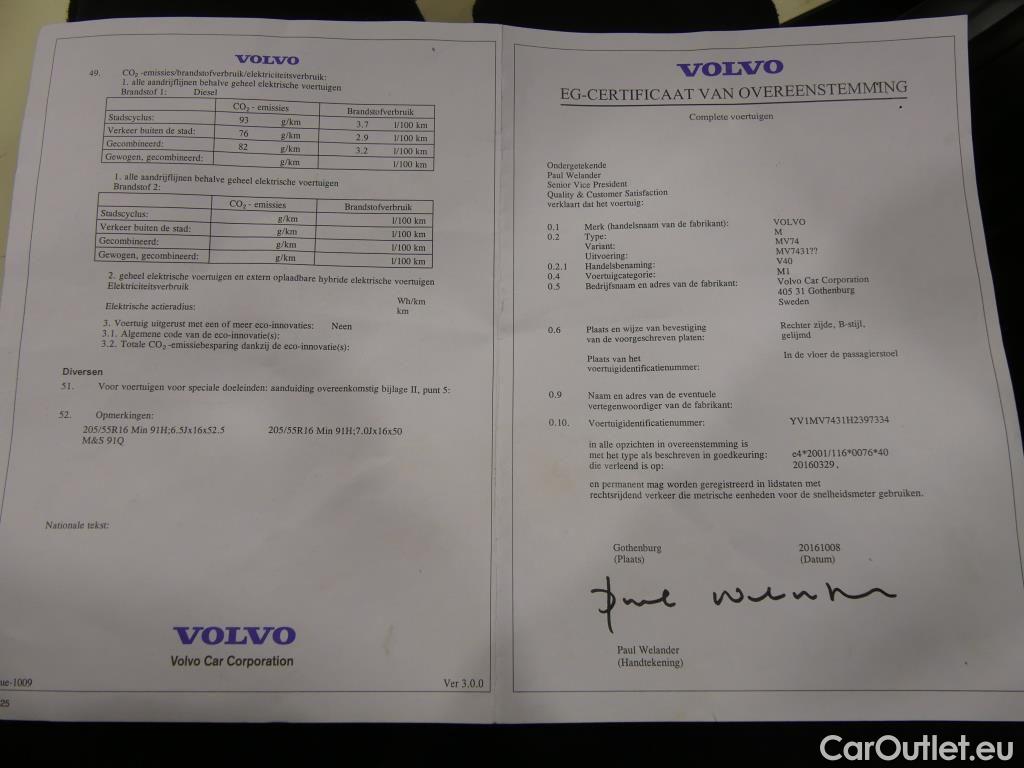 VOLVO
49. CO2 -emissies/brandstofverbruik/elektriciteitsverbruik:
1. alle aandrijflijnen behalve geheel elektrische voertuigen
Brandstof 1: Diesel
CO2 - emissies Brandstofverbruik
Stadscyclus: 93 g/km 3.7 l/100 km
Verkeer buiten de stad: 76 g/km 2.9 l/100 km
Gecombineerd: 82 g/km 3.2 l/100 km
Gewogen, gecombineerd: g/km l/100 km
1. alle aandrijflijnen behalve geheel elektrische voertuigen
Brandstof 2:
CO2 - emissies Brandstofverbruik
Stadscyclus: g/km l/100 km
Verkeer buiten de stad: g/km l/100 km
Gecombineerd: g/km l/100 km
Gewogen, gecombineerd: g/km l/100 km
2. geheel elektrische voertuigen en extern oplaadbare hybride elektrische voertuigen
Elektriciteitsverbruik
Wh/km
Elektrische actieradius: km
3. Voertuig uitgerust met een of meer eco-innovaties: Neen
3.1. Algemene code van de eco-innovatie(s):
3.2. Totale CO2 -emissiebesparing dankzij de eco-innovatie(s):
Diversen
51. Voor voertuigen voor speciale doeleinden: aanduiding overeenkomstig bijlage II, punt 5:
52. Opmerkingen:
205/55R16 Min 91H;6.5Jx16x52.5 205/55R16 Min 91H;7.0Jx16x50
M&S 91Q
Nationale tekst:
VOLVO
Volvo Car Corporation
ue-1009 Ver 3.0.0
25
VOLVO
EG-CERTIFICAAT VAN OVEREENSTEMMING
Complete voertuigen
Ondergetekende
Paul Welander
Senior Vice President
Quality & Customer Satisfaction
verklaart dat het voertuig:
0.1 Merk (handelsnaam van de fabrikant): VOLVO
0.2 Type: M
Variant: MV74
Uitvoering: MV7431??
0.2.1 Handelsbenaming: V40
0.4 Voertuigcategorie: M1
0.5 Bedrijfsnaam en adres van de fabrikant: Volvo Car Corporation
405 31 Gothenburg
Sweden
0.6 Plaats en wijze van bevestiging Rechter zijde, B-stijl,
van de voorgeschreven platen: gelijmd
Plaats van het In de vloer de passagierstoel
voertuigidentificatienummer:
0.9 Naam en adres van de eventuele
vertegenwoordiger van de fabrikant:
0.10. Voertuigidentificatienummer: YV1MV7431H2397334
in alle opzichten in overeenstemming is
met het type als beschreven in goedkeuring: e4*2001/116*0076*40
die verleend is op: 20160329 ,
en permanent mag worden geregistreerd in lidstaten met
rechtsrijdend verkeer die metrische eenheden voor de snelheidsmeter gebruiken.
Gothenburg 20161008
(Plaats) (Datum)
Paul Welander
Paul Welander
(Handtekening)
CarOutlet.eu